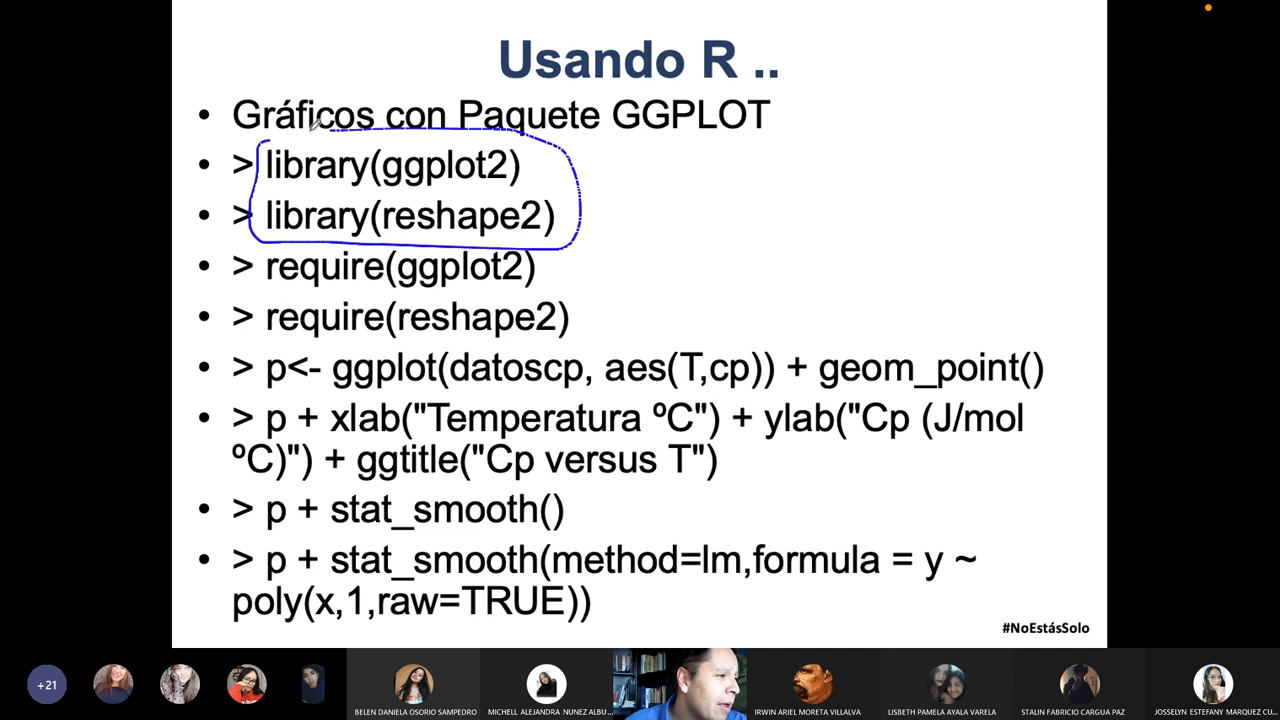 Usando R ..
• Gráficos con Paquete GGPLOT
• > library(ggplot2)
• > library(reshape2)
• > require(ggplot2)
• > require(reshape2)
• > p<- ggplot(datoscp, aes(T,cp)) + geom_point()
• > p + xlab("Temperatura ºC") + ylab("Cp (J/mol
ºC)") + ggtitle("Cp versus T")
• > p + stat_smooth()
• > p + stat_smooth(method=lm,formula = y ~
poly(x,1,raw=TRUE))
#NoEstásSolo
+21
BELEN DANIELA OSORIO SAMPEDRO
MICHELL ALEJANDRA NUNEZ ALBU...
IRWIN ARIEL MORETA VILLALVA
LISBETH PAMELA AYALA VARELA
STALIN FABRICIO CARGUA PAZ
JOSSELYN ESTEFANY MARQUEZ CU...